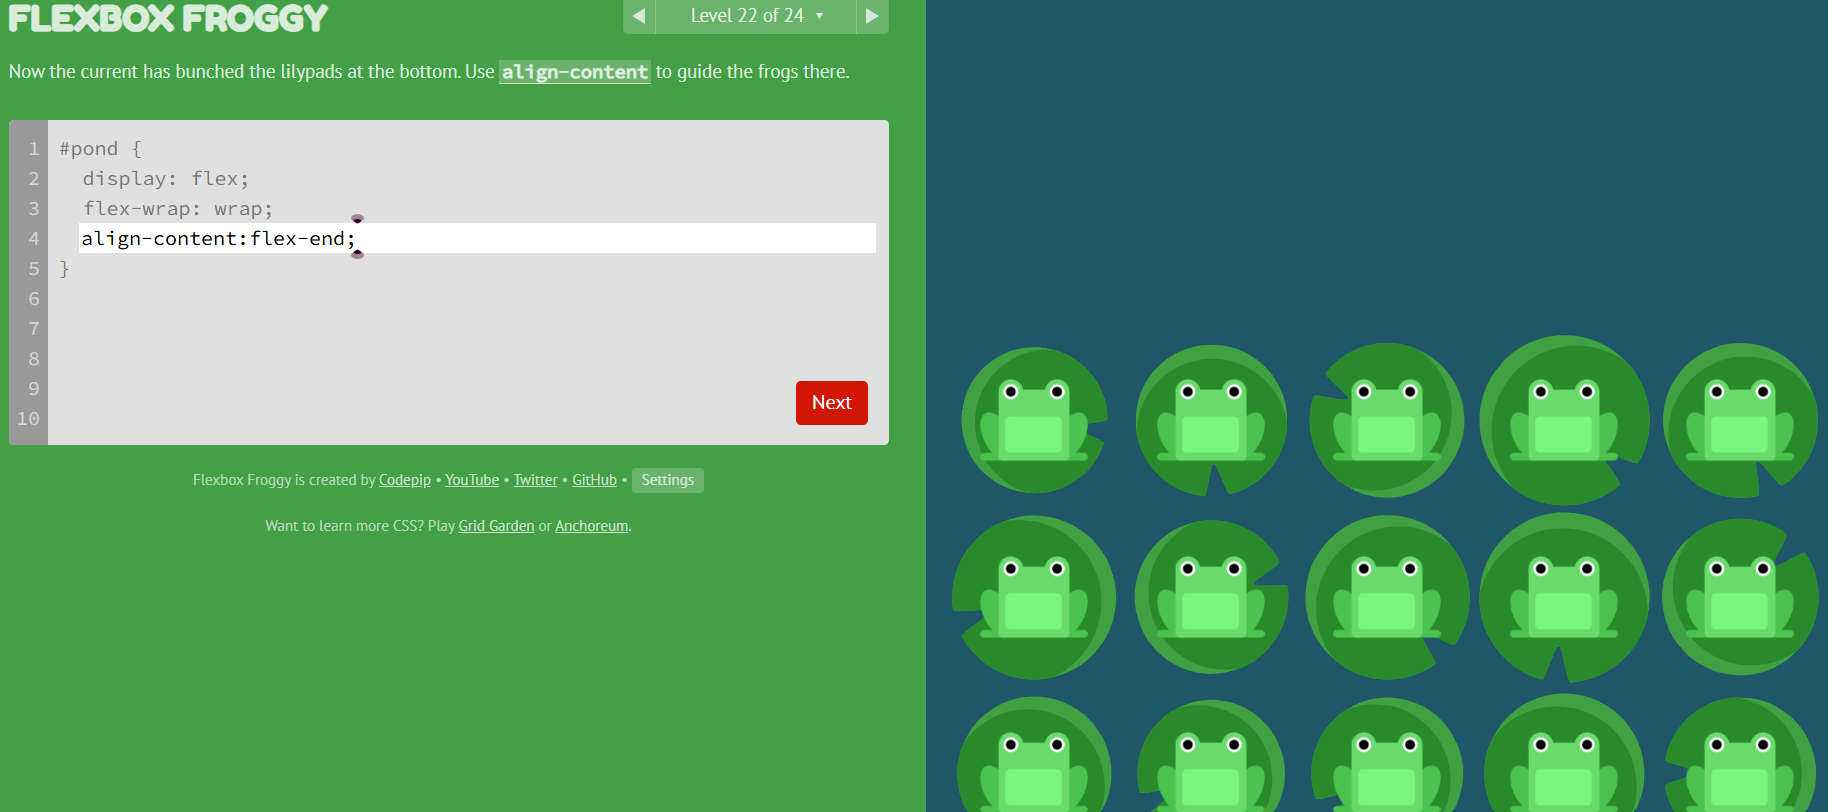 FLEXBOX FROGGY
◀ Level 22 of 24 ▼ ▶
Now the current has bunched the lilypads at the bottom. Use align-content to guide the frogs there.
1 #pond {
2 display: flex;
3 flex-wrap: wrap;
4 align-content:flex-end;
5 }
6
7
8
9
10
Next
Flexbox Froggy is created by Codepip • YouTube • Twitter • GitHub • Settings
Want to learn more CSS? Play Grid Garden or Anchoreum.